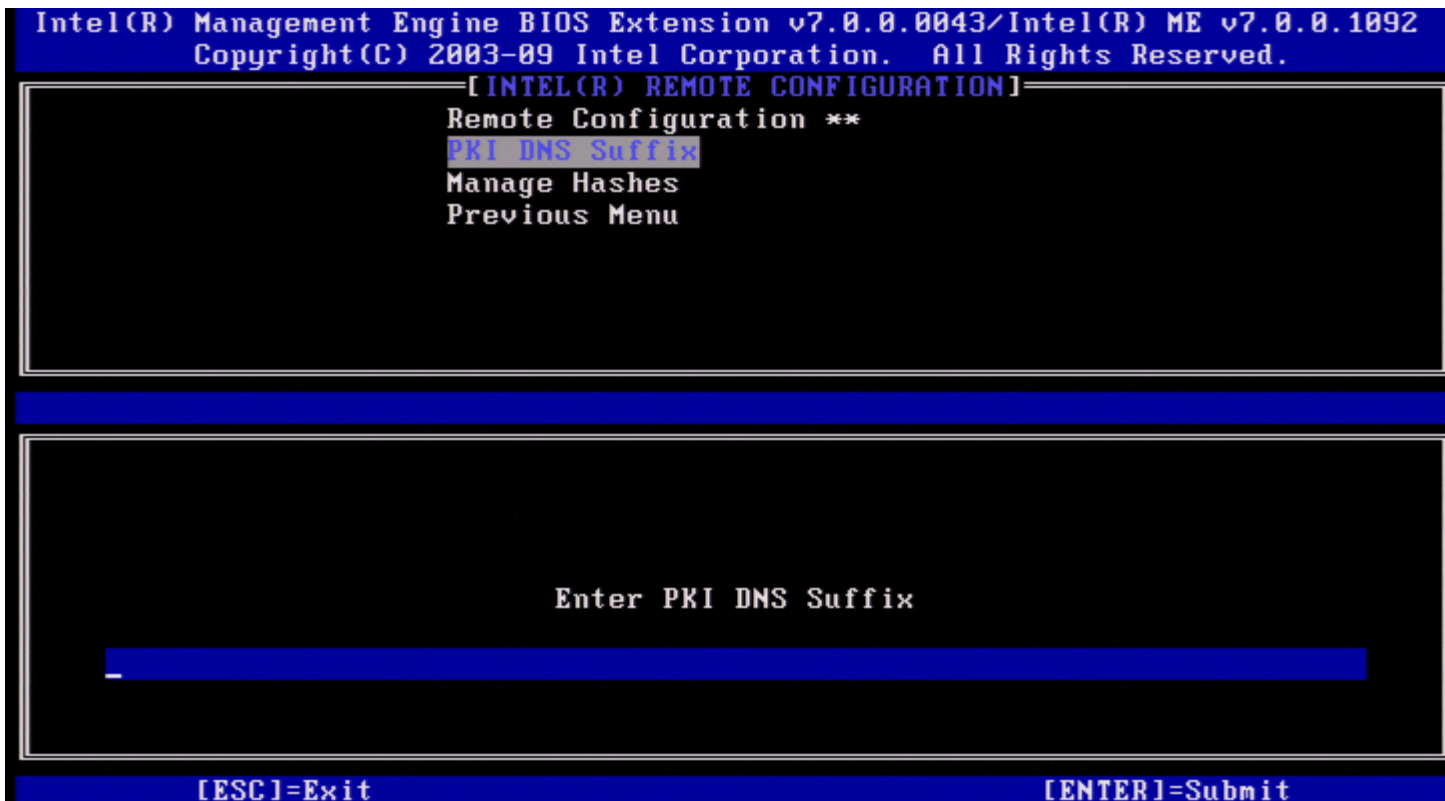 Intel(R) Management Engine BIOS Extension v7.0.0.0043/Intel(R) ME v7.0.0.1092
Copyright(C) 2003-09 Intel Corporation. All Rights Reserved.
[INTEL(R) REMOTE CONFIGURATION]
Remote Configuration **
PKI DNS Suffix
Manage Hashes
Previous Menu
Enter PKI DNS Suffix
_
[ESC]=Exit [ENTER]=Submit